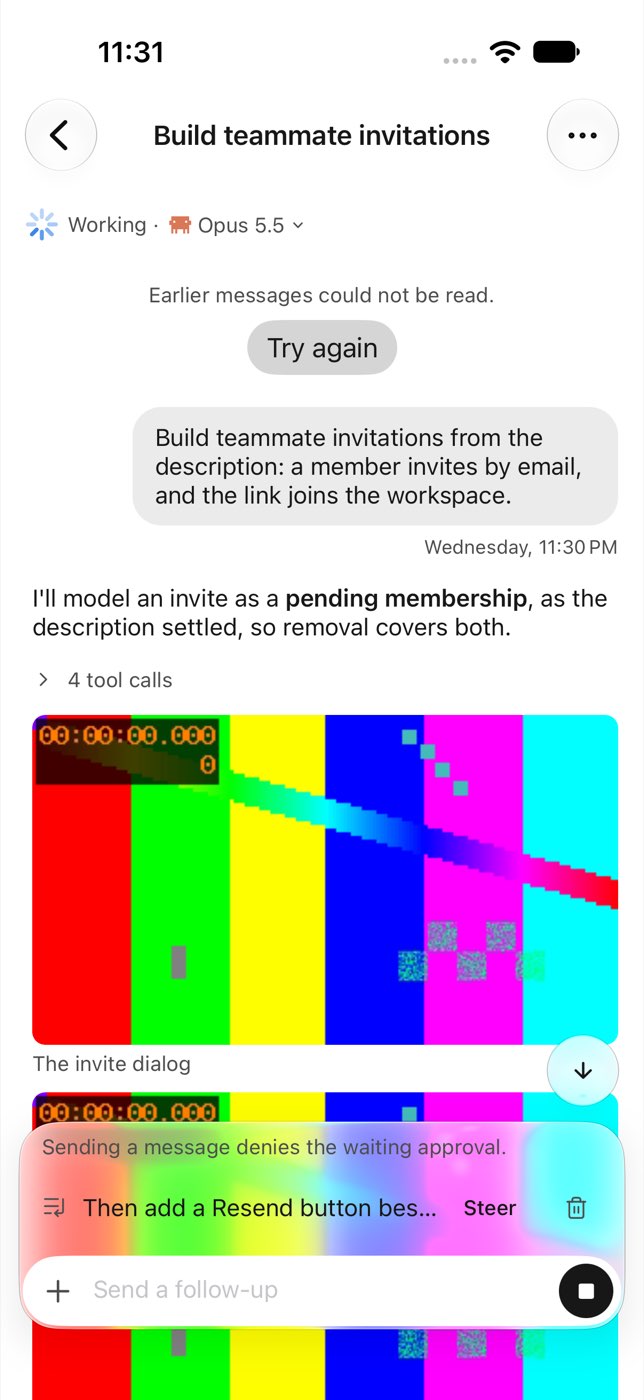 11:31
Build teammate invitations
Working · Opus 5.5
Earlier messages could not be read.
Try again
Build teammate invitations from the
description: a member invites by email,
and the link joins the workspace.
Wednesday, 11:30 PM
I'll model an invite as a pending membership, as the
description settled, so removal covers both.
4 tool calls
00:00:00.000
0
The invite dialog
00:00:00.000
Sending a message denies the waiting approval.
Then add a Resend button bes... Steer
Send a follow-up